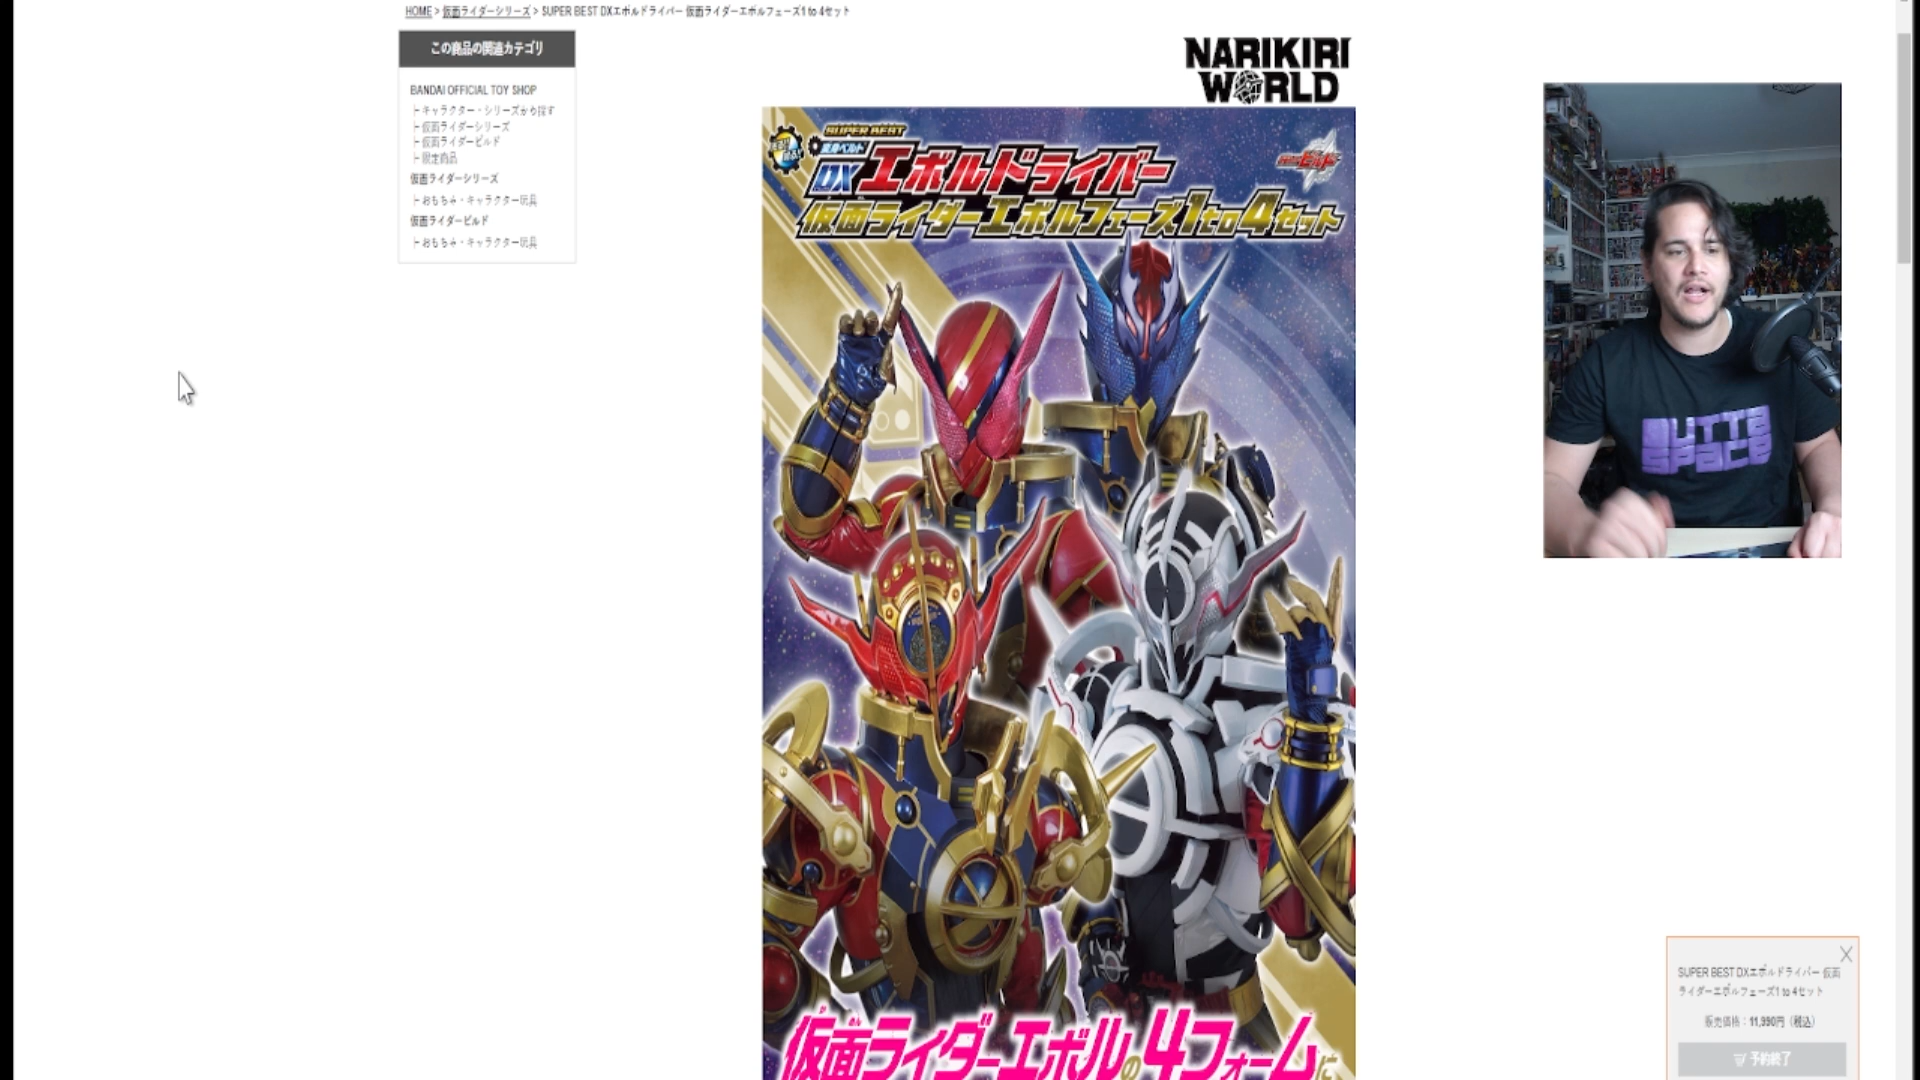 HOME > 仮面ライダーシリーズ > SUPER BEST DXエボルドライバー 仮面ライダーエボルフェーズ1 to 4セット
この商品の関連カテゴリ
BANDAI OFFICIAL TOY SHOP
├ キャラクター・シリーズから探す
├ 仮面ライダーシリーズ
├ 仮面ライダービルド
├ 限定商品
仮面ライダーシリーズ
├ おもちゃ・キャラクター玩具
仮面ライダービルド
├ おもちゃ・キャラクター玩具
NARIKIRI
WORLD
SUPER BEST
変身ベルト
DXエボルドライバー
仮面ライダーエボルフェーズ1to4セット
仮面ライダーエボルの4フォームに
BUTTA
SPACE
SUPER BEST DXエボルドライバー 仮面
ライダーエボルフェーズ1 to 4セット
販売価格：11,990円（税込）
予約終了